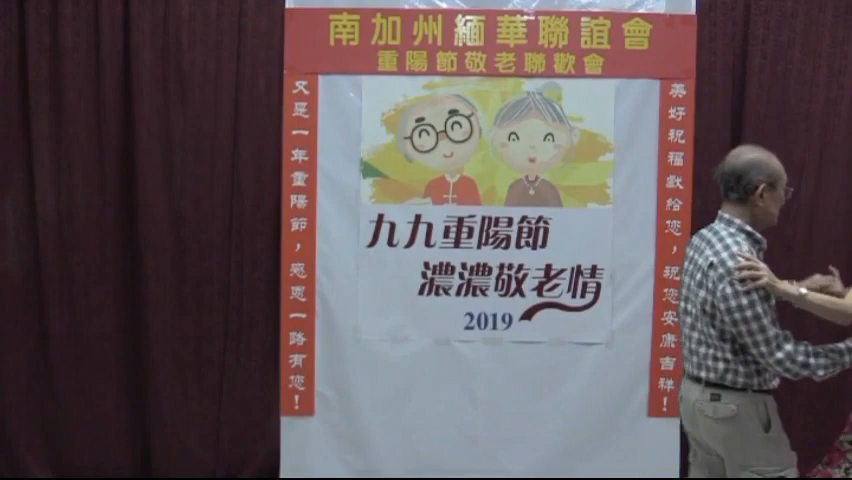 南加州緬華聯誼會
重陽節敬老聯歡會
又是一年重陽節，感恩一路有您！
美好祝福獻給您，祝您安康吉祥！
九九重陽節
濃濃敬老情
2019